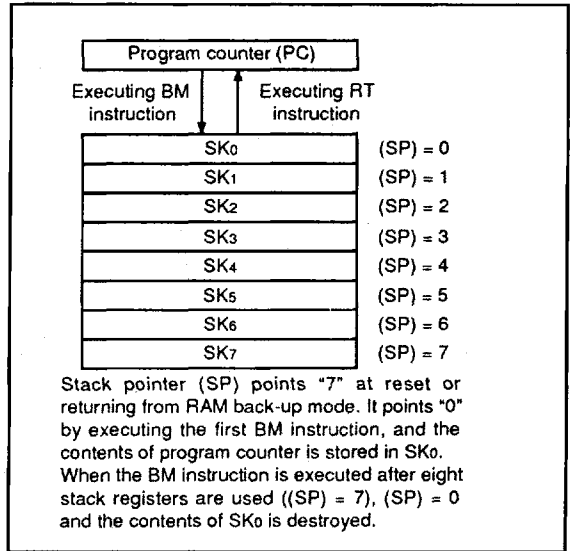 Program counter (PC)
Executing BM Executing RT
instruction instruction
SK0 (SP) = 0
SK1 (SP) = 1
SK2 (SP) = 2
SK3 (SP) = 3
SK4 (SP) = 4
SK5 (SP) = 5
SK6 (SP) = 6
SK7 (SP) = 7
Stack pointer (SP) points “7” at reset or
returning from RAM back-up mode. It points “0”
by executing the first BM instruction, and the
contents of program counter is stored in SK0.
When the BM instruction is executed after eight
stack registers are used ((SP) = 7), (SP) = 0
and the contents of SK0 is destroyed.